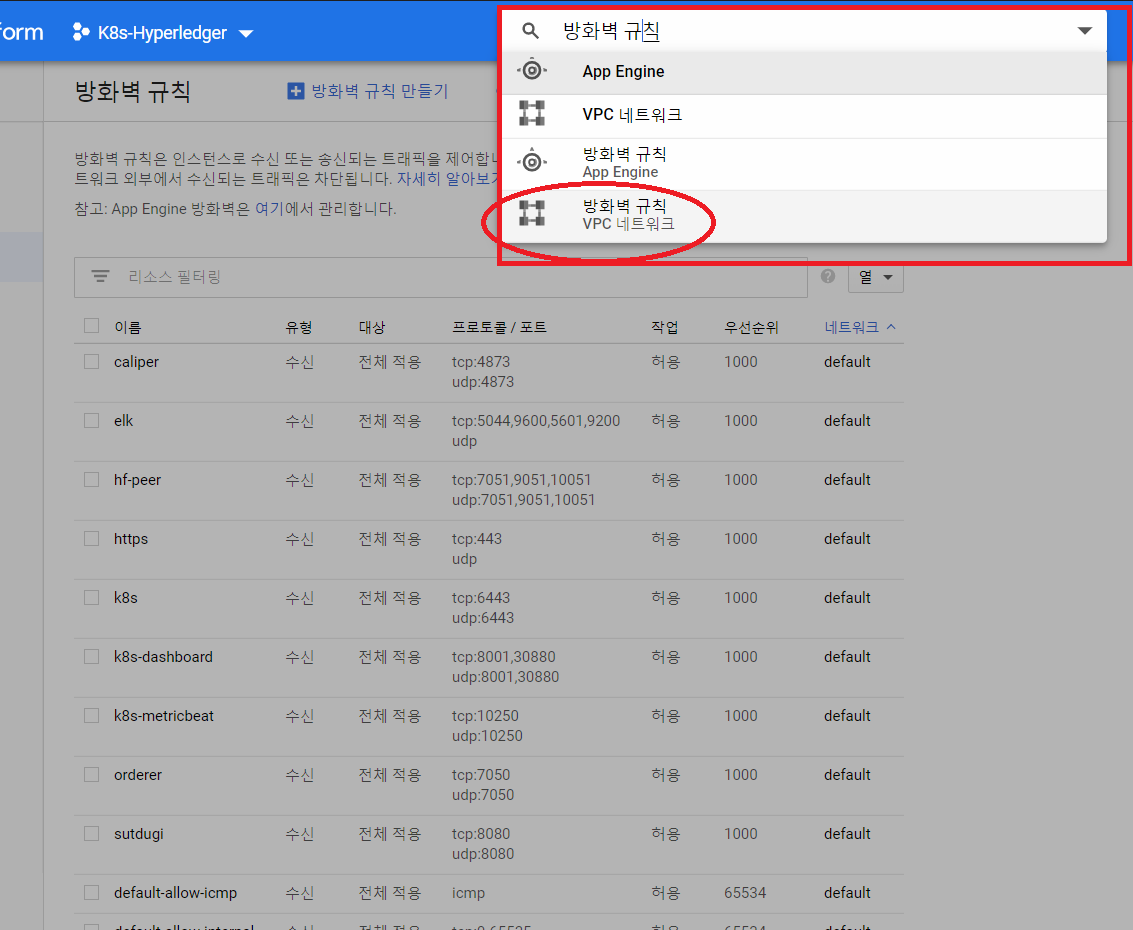 form K8s-Hyperledger
방화벽 규칙
App Engine
VPC 네트워크
방화벽 규칙
App Engine
방화벽 규칙
VPC 네트워크
방화벽 규칙 방화벽 규칙 만들기
방화벽 규칙은 인스턴스로 수신 또는 송신되는 트래픽을 제어합니
트워크 외부에서 수신되는 트래픽은 차단됩니다. 자세히 알아보기
참고: App Engine 방화벽은 여기에서 관리합니다.
리소스 필터링 열
이름 유형 대상 프로토콜 / 포트 작업 우선순위 네트워크
caliper 수신 전체 적용 tcp:4873 허용 1000 default
udp:4873
elk 수신 전체 적용 tcp:5044,9600,5601,9200 허용 1000 default
udp
hf-peer 수신 전체 적용 tcp:7051,9051,10051 허용 1000 default
udp:7051,9051,10051
https 수신 전체 적용 tcp:443 허용 1000 default
udp
k8s 수신 전체 적용 tcp:6443 허용 1000 default
udp:6443
k8s-dashboard 수신 전체 적용 tcp:8001,30880 허용 1000 default
udp:8001,30880
k8s-metricbeat 수신 전체 적용 tcp:10250 허용 1000 default
udp:10250
orderer 수신 전체 적용 tcp:7050 허용 1000 default
udp:7050
sutdugi 수신 전체 적용 tcp:8080 허용 1000 default
udp:8080
default-allow-icmp 수신 전체 적용 icmp 허용 65534 default
default-allow-internal 수신 전체 적용 tcp:0-65535 허용 65534 default